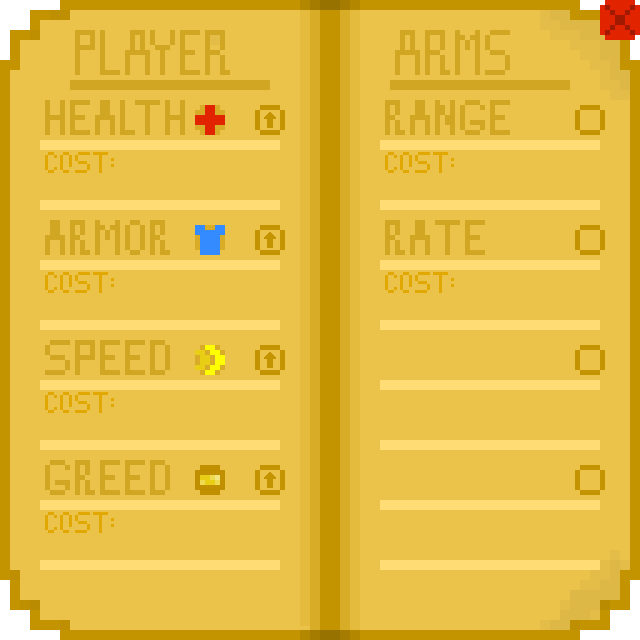 PLAYER
HEALTH
COST:
ARMOR
COST:
SPEED
COST:
GREED
COST:
ARMS
RANGE
COST:
RATE
COST: